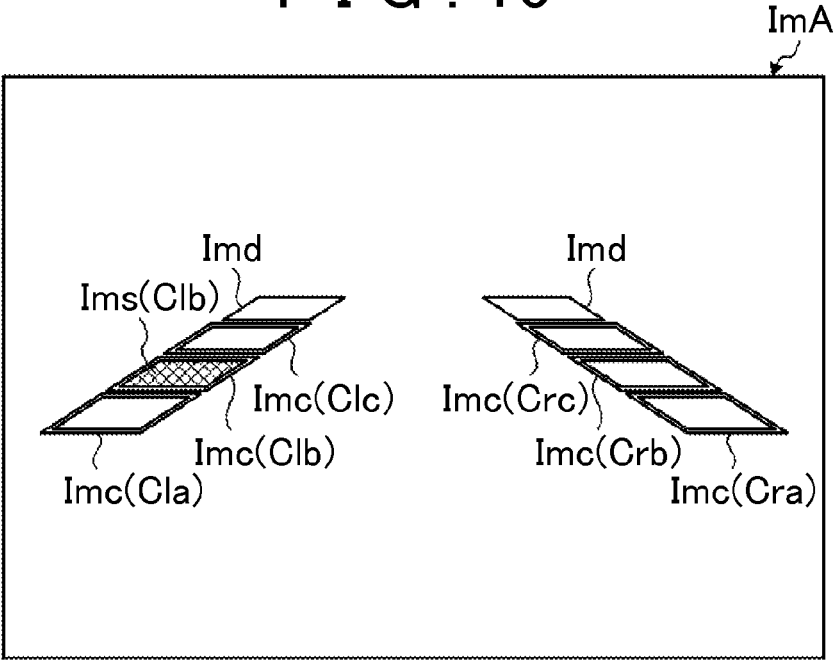 ImA
Imd Imd
Ims(Clb)
Imc(Clc) Imc(Crc)
Imc(Clb) Imc(Crb)
Imc(Cla) Imc(Cra)